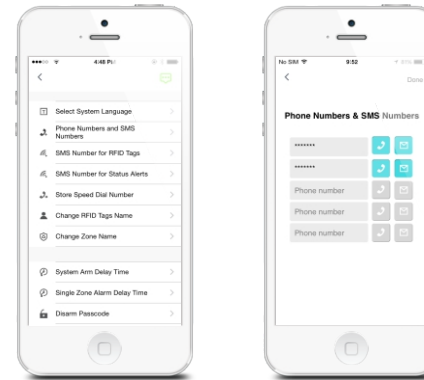 4:48 PM
Select System Language
Phone Numbers and SMS
Numbers
SMS Number for RFID Tags
SMS Number for Status Alerts
Store Speed Dial Number
Change RFID Tags Name
Change Zone Name
System Arm Delay Time
Single Zone Alarm Delay Time
Disarm Passcode
No SIM 9:52
Done
Phone Numbers & SMS Numbers
•••••••
•••••••
Phone number
Phone number
Phone number